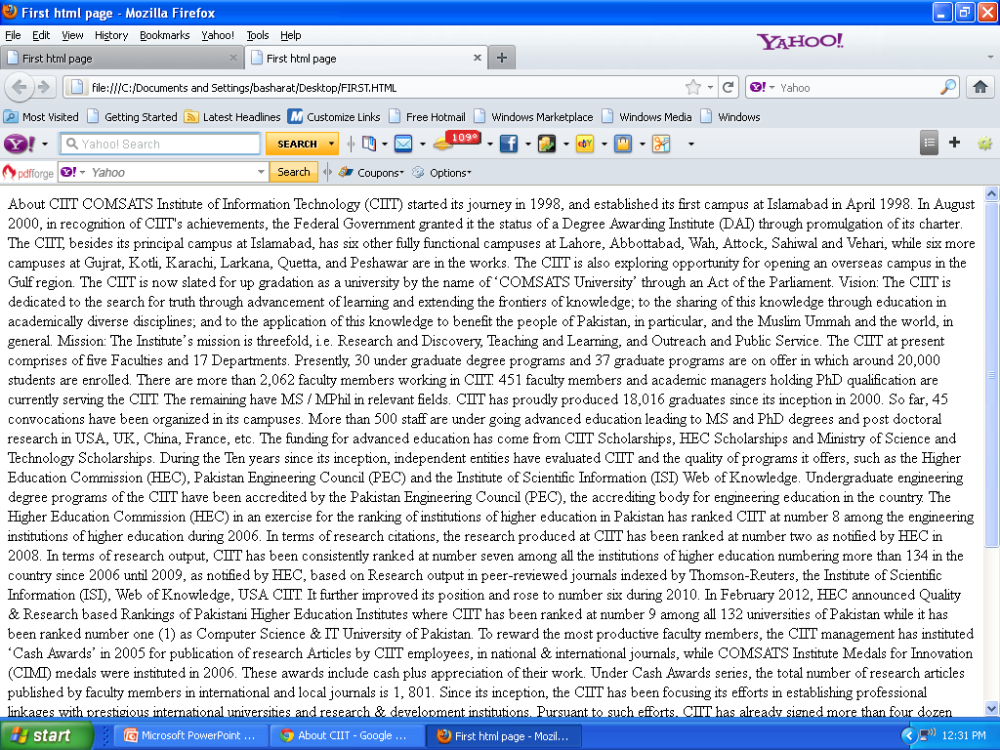 First html page - Mozilla Firefox
File Edit View History Bookmarks Yahoo! Tools Help
YAHOO!
First html page
First html page
file:///C:/Documents and Settings/basharat/Desktop/FIRST.HTML
Yahoo
Most Visited Getting Started Latest Headlines Customize Links Free Hotmail Windows Marketplace Windows Media Windows
Y! Yahoo! Search SEARCH 109° eBY
pdfforge Y! Yahoo Search Coupons Options
About CIIT COMSATS Institute of Information Technology (CIIT) started its journey in 1998, and established its first campus at Islamabad in April 1998. In August
2000, in recognition of CIIT's achievements, the Federal Government granted it the status of a Degree Awarding Institute (DAI) through promulgation of its charter.
The CIIT, besides its principal campus at Islamabad, has six other fully functional campuses at Lahore, Abbottabad, Wah, Attock, Sahiwal and Vehari, while six more
campuses at Gujrat, Kotli, Karachi, Larkana, Quetta, and Peshawar are in the works. The CIIT is also exploring opportunity for opening an overseas campus in the
Gulf region. The CIIT is now slated for up gradation as a university by the name of ‘COMSATS University’ through an Act of the Parliament. Vision: The CIIT is
dedicated to the search for truth through advancement of learning and extending the frontiers of knowledge; to the sharing of this knowledge through education in
academically diverse disciplines; and to the application of this knowledge to benefit the people of Pakistan, in particular, and the Muslim Ummah and the world, in
general. Mission: The Institute’s mission is threefold, i.e. Research and Discovery, Teaching and Learning, and Outreach and Public Service. The CIIT at present
comprises of five Faculties and 17 Departments. Presently, 30 under graduate degree programs and 37 graduate programs are on offer in which around 20,000
students are enrolled. There are more than 2,062 faculty members working in CIIT. 451 faculty members and academic managers holding PhD qualification are
currently serving the CIIT. The remaining have MS / MPhil in relevant fields. CIIT has proudly produced 18,016 graduates since its inception in 2000. So far, 45
convocations have been organized in its campuses. More than 500 staff are under going advanced education leading to MS and PhD degrees and post doctoral
research in USA, UK, China, France, etc. The funding for advanced education has come from CIIT Scholarships, HEC Scholarships and Ministry of Science and
Technology Scholarships. During the Ten years since its inception, independent entities have evaluated CIIT and the quality of programs it offers, such as the Higher
Education Commission (HEC), Pakistan Engineering Council (PEC) and the Institute of Scientific Information (ISI) Web of Knowledge. Undergraduate engineering
degree programs of the CIIT have been accredited by the Pakistan Engineering Council (PEC), the accrediting body for engineering education in the country. The
Higher Education Commission (HEC) in an exercise for the ranking of institutions of higher education in Pakistan has ranked CIIT at number 8 among the engineering
institutions of higher education during 2006. In terms of research citations, the research produced at CIIT has been ranked at number two as notified by HEC in
2008. In terms of research output, CIIT has been consistently ranked at number seven among all the institutions of higher education numbering more than 134 in the
country since 2006 until 2009, as notified by HEC, based on Research output in peer-reviewed journals indexed by Thomson-Reuters, the Institute of Scientific
Information (ISI), Web of Knowledge, USA CIIT. It further improved its position and rose to number six during 2010. In February 2012, HEC announced Quality
& Research based Rankings of Pakistani Higher Education Institutes where CIIT has been ranked at number 9 among all 132 universities of Pakistan while it has
been ranked number one (1) as Computer Science & IT University of Pakistan. To reward the most productive faculty members, the CIIT management has instituted
‘Cash Awards’ in 2005 for publication of research Articles by CIIT employees, in national & international journals, while COMSATS Institute Medals for Innovation
(CIMI) medals were instituted in 2006. These awards include cash plus appreciation of their work. Under Cash Awards series, the total number of research articles
published by faculty members in international and local journals is 1, 801. Since its inception, the CIIT has been focusing its efforts in establishing professional
linkages with prestigious international universities and research & development institutions. Pursuant to such efforts, CIIT has already signed more than four dozen
start Microsoft PowerPoint ... About CIIT - Google ... First html page - Mozil... 12:31 PM